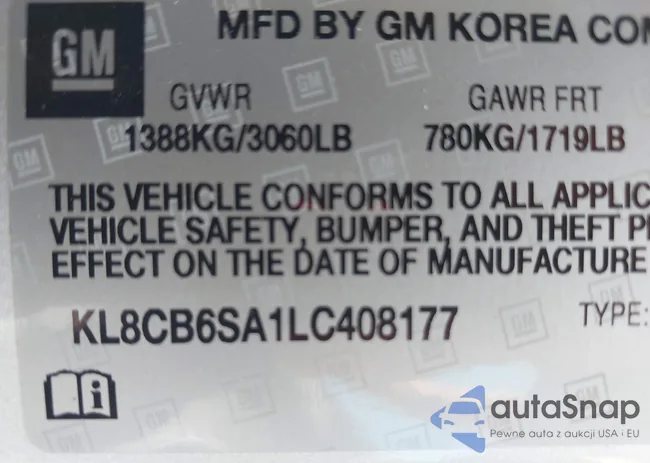 GM
MFD BY GM KOREA COM
GVWR GAWR FRT
1388KG/3060LB 780KG/1719LB
THIS VEHICLE CONFORMS TO ALL APPLIC
VEHICLE SAFETY, BUMPER, AND THEFT P
EFFECT ON THE DATE OF MANUFACTURE
KL8CB6SA1LC408177 TYPE:
i
autaSnap
Pewne auta z aukcji USA i EU